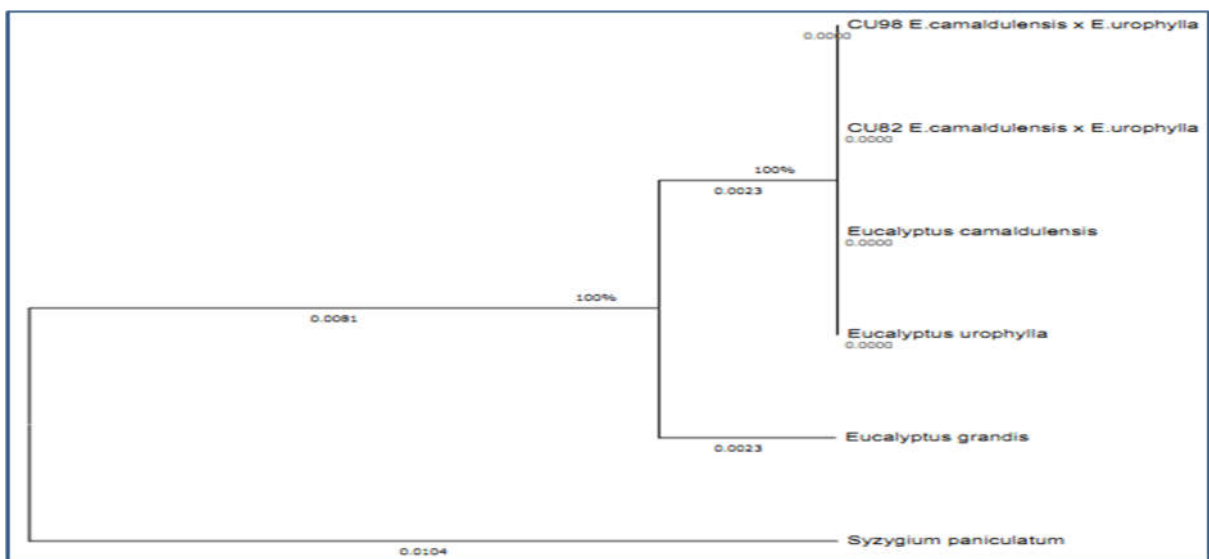 CU98 E.camaldulensis x E.urophylla
0.0000
CU82 E.camaldulensis x E.urophylla
0.0000
100%
0.0023
Eucalyptus camaldulensis
0.0000
100%
0.0081
Eucalyptus urophylla
0.0000
Eucalyptus grandis
0.0023
Syzygium paniculatum
0.0104